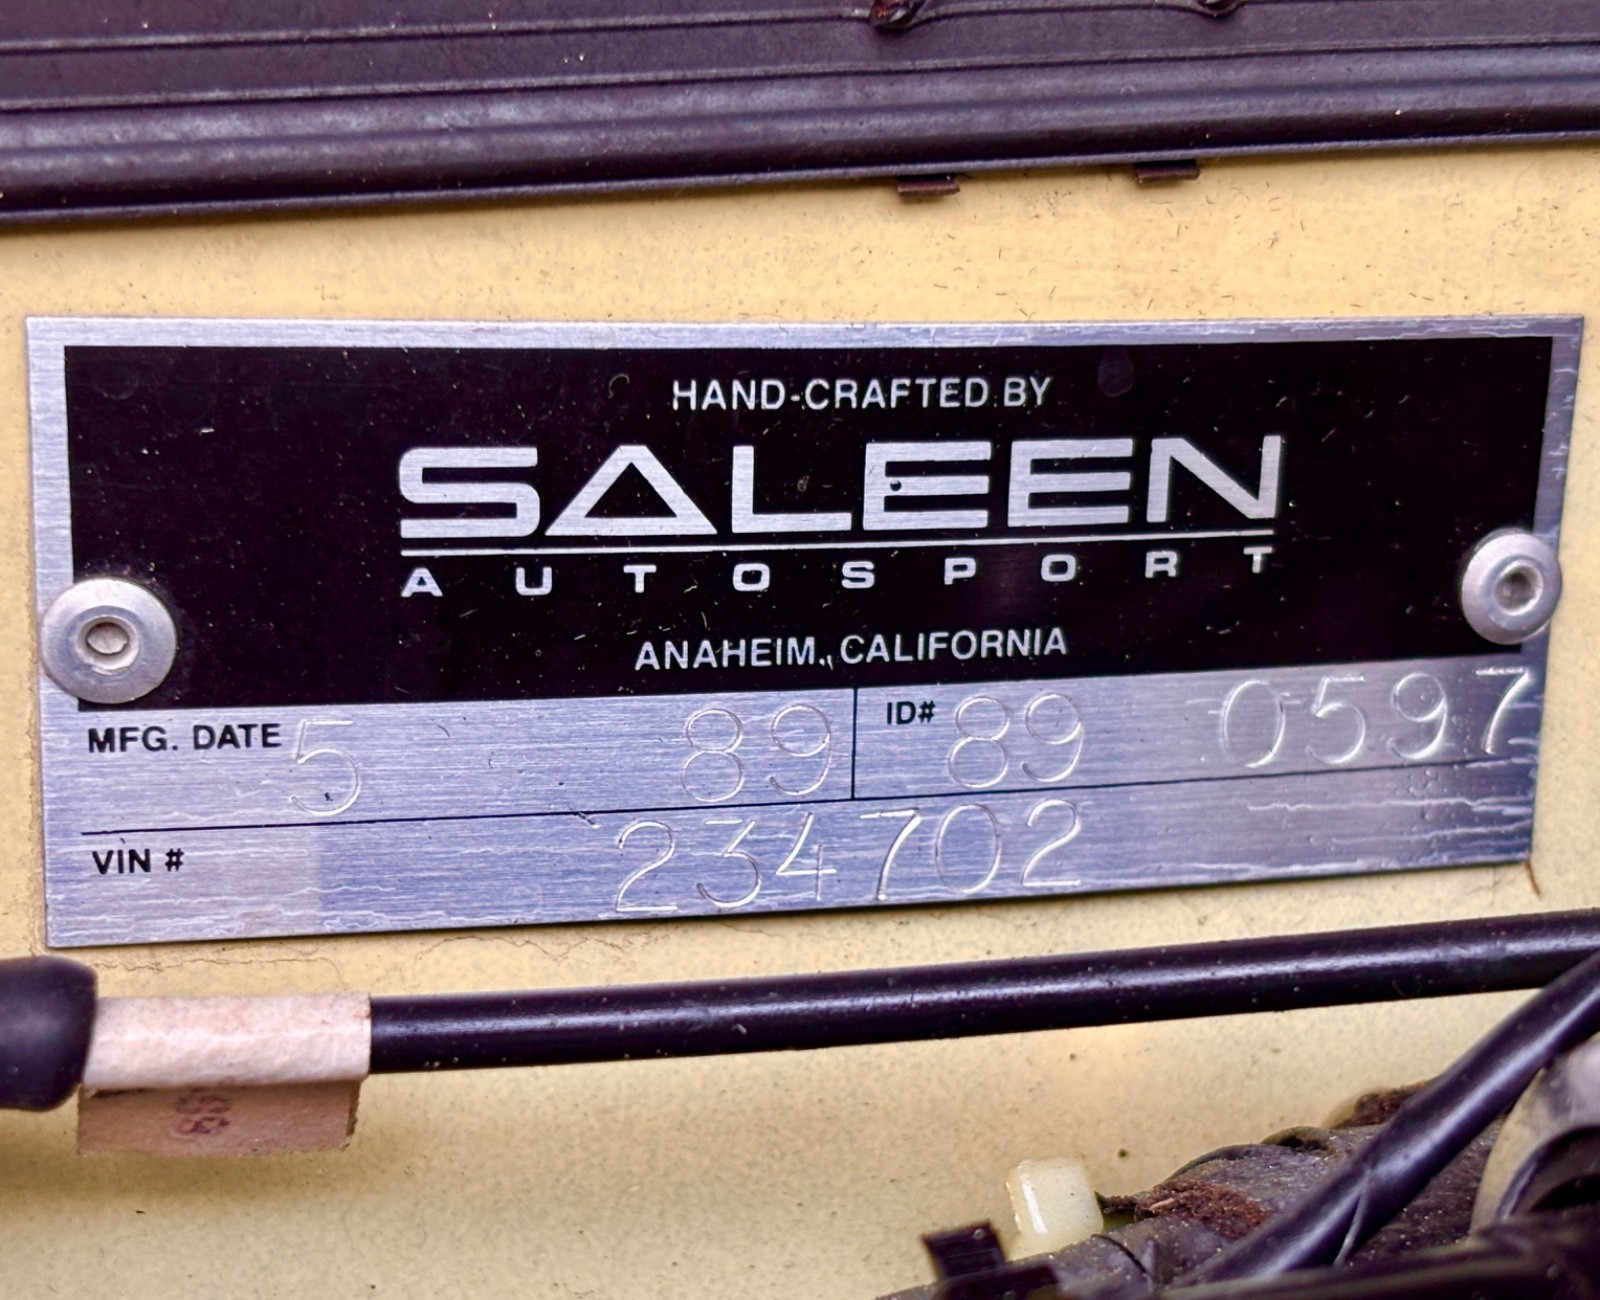 HAND-CRAFTED BY
SALEEN
AUTOSPORT
ANAHEIM, CALIFORNIA
MFG. DATE 5 89 ID# 89 0597
VIN # 234702